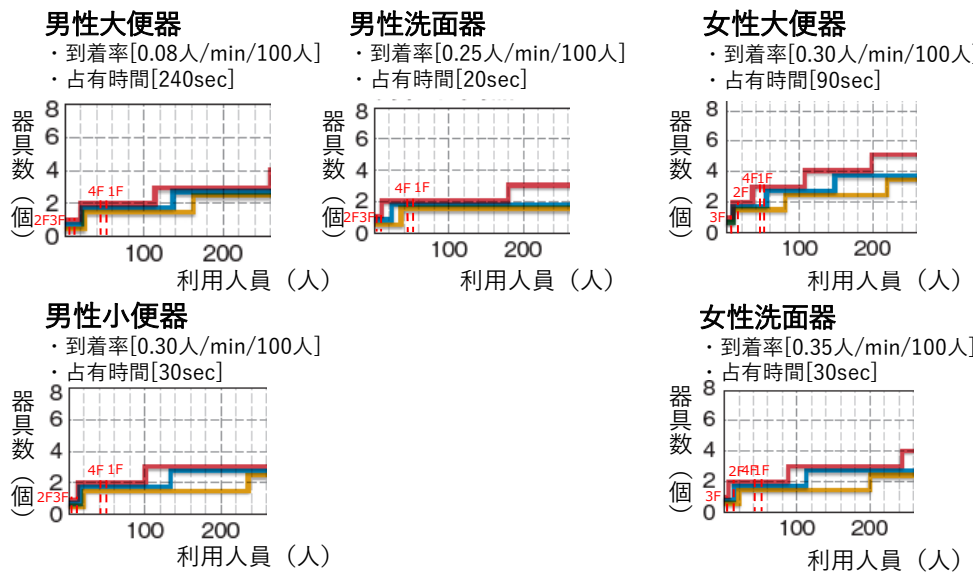 男性大便器
・到着率[0.08人/min/100人]
・占有時間[240sec]
器具数（個）
8
6
4
2
0
4F 1F
2F3F
100 200
利用人員（人）
男性洗面器
・到着率[0.25人/min/100人]
・占有時間[20sec]
器具数（個）
8
6
4
2
0
4F 1F
2F3F
100 200
利用人員（人）
女性大便器
・到着率[0.30人/min/100人]
・占有時間[90sec]
器具数（個）
8
6
4
2
0
4F1F
2F
3F
100 200
利用人員（人）
男性小便器
・到着率[0.30人/min/100人]
・占有時間[30sec]
器具数（個）
8
6
4
2
0
4F 1F
2F3F
100 200
利用人員（人）
女性洗面器
・到着率[0.35人/min/100人]
・占有時間[30sec]
器具数（個）
8
6
4
2
0
2F4F1F
3F
100 200
利用人員（人）